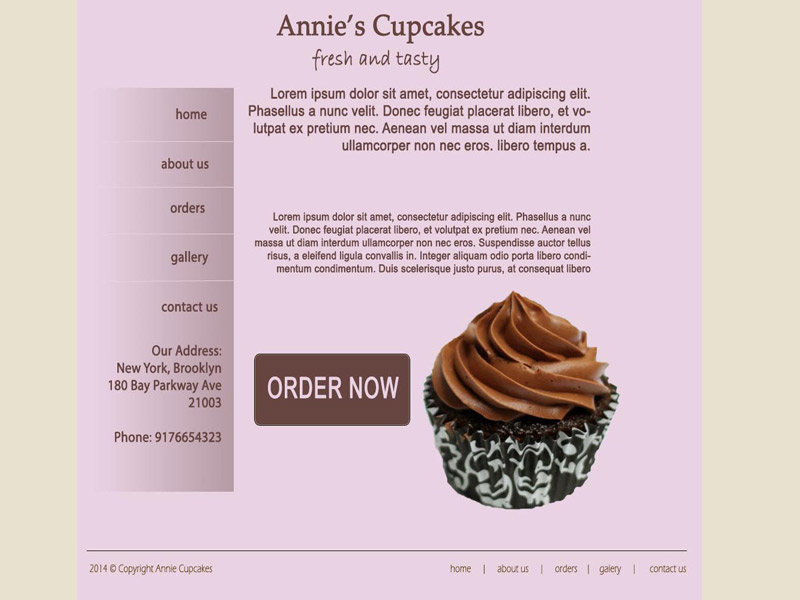 Annie's Cupcakes
fresh and tasty
home
about us
orders
gallery
contact us
Our Address:
New York, Brooklyn
180 Bay Parkway Ave
21003
Phone: 9176654323
Lorem ipsum dolor sit amet, consectetur adipiscing elit.
Phasellus a nunc velit. Donec feugiat placerat libero, et vo-
lutpat ex pretium nec. Aenean vel massa ut diam interdum
ullamcorper non nec eros. libero tempus a.
Lorem ipsum dolor sit amet, consectetur adipiscing elit. Phasellus a nunc
velit. Donec feugiat placerat libero, et volutpat ex pretium nec. Aenean vel
massa ut diam interdum ullamcorper non nec eros. Suspendisse auctor tellus
risus, a eleifend ligula convallis in. Integer aliquam odio porta libero condi-
mentum condimentum. Duis scelerisque justo purus, at consequat libero
ORDER NOW
2014 © Copyright Annie Cupcakes
home | about us | orders | galery | contact us